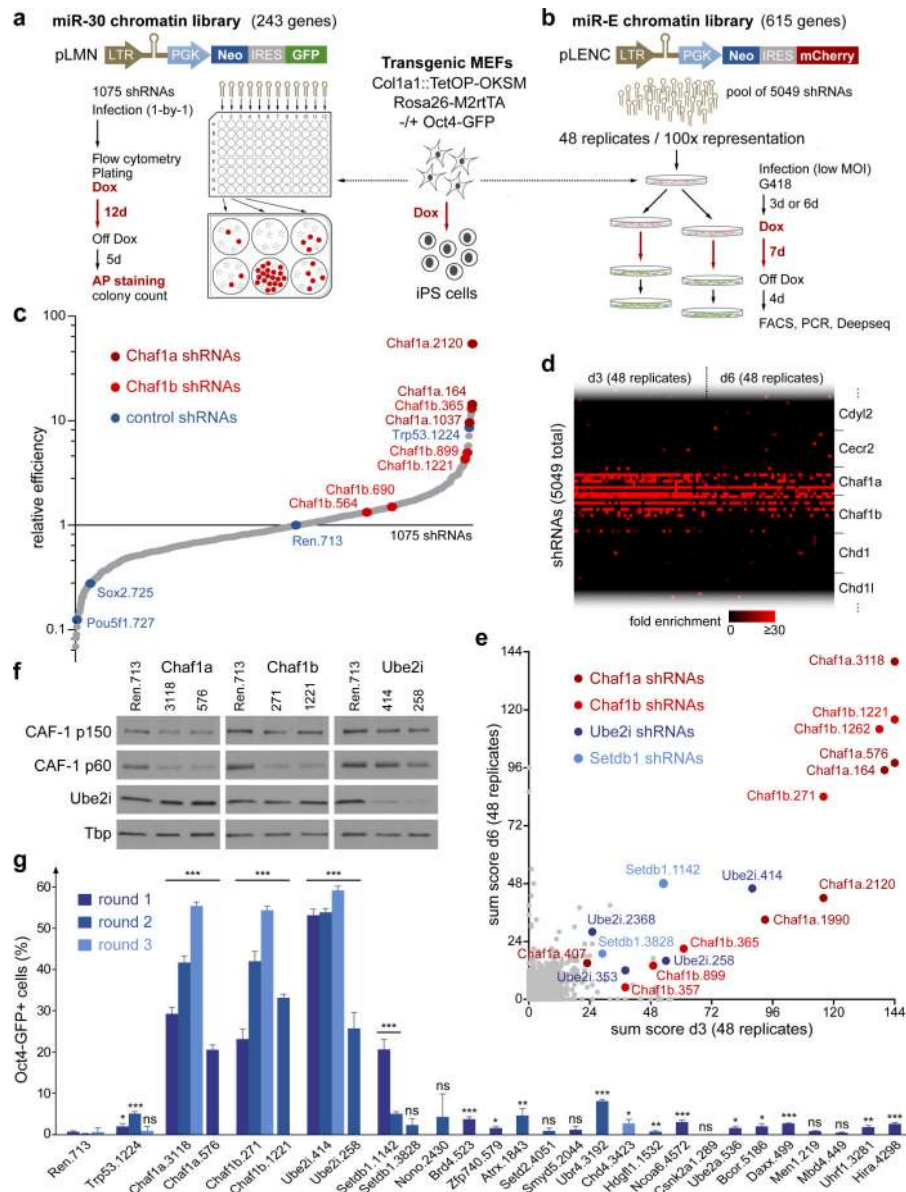 a miR-30 chromatin library (243 genes)
pLMN LTR PGK Neo IRES GFP
1075 shRNAs
Infection (1-by-1)
Flow cytometry
Plating
Dox
12d
Off Dox
5d
AP staining
colony count
Transgenic MEFs
Col1a1::TetOP-OKSM
Rosa26-M2rtTA
-/+ Oct4-GFP
Dox
iPS cells
b miR-E chromatin library (615 genes)
pLENC LTR PGK Neo IRES mCherry
pool of 5049 shRNAs
48 replicates / 100x representation
Infection (low MOI)
G418
3d or 6d
Dox
7d
Off Dox
4d
FACS, PCR, Deepseq
c
relative efficiency
100
10
1
0.1
Chaf1a shRNAs
Chaf1b shRNAs
control shRNAs
Chaf1a.2120
Chaf1a.164
Chaf1b.365
Chaf1a.1037
Trp53.1224
Chaf1b.899
Chaf1b.1221
Chaf1b.690
Chaf1b.564
Ren.713
1075 shRNAs
Sox2.725
Pou5f1.727
d
d3 (48 replicates) d6 (48 replicates)
shRNAs (5049 total)
Cdyl2
Cecr2
Chaf1a
Chaf1b
Chd1
Chd1l
fold enrichment
0 ≥30
e
sum score d6 (48 replicates)
144
120
96
72
48
24
0
Chaf1a shRNAs
Chaf1b shRNAs
Ube2i shRNAs
Setdb1 shRNAs
Chaf1a.3118
Chaf1b.1221
Chaf1b.1262
Chaf1a.576
Chaf1a.164
Chaf1b.271
Setdb1.1142
Ube2i.414
Chaf1a.2120
Ube2i.2368
Chaf1a.1990
Setdb1.3828
Chaf1b.365
Chaf1a.407
Ube2i.258
Ube2i.353
Chaf1b.899
Chaf1b.357
0 24 48 72 96 120 144
sum score d3 (48 replicates)
f
Chaf1a Chaf1b Ube2i
Ren.713 3118 576 Ren.713 271 1221 Ren.713 414 258
CAF-1 p150
CAF-1 p60
Ube2i
Tbp
g
Oct4-GFP+ cells (%)
60
50
40
30
20
10
0
round 1
round 2
round 3
*** *** ***
***
* *** ns ns ns *** * ** ns ns *** * ** *** ns * * *** ns ns ** ***
Ren.713
Trp53.1224
Chaf1a.3118
Chaf1a.576
Chaf1b.271
Chaf1b.1221
Ube2i.414
Ube2i.258
Setdb1.1142
Setdb1.3828
Nono.2430
Brd4.523
Zfp740.579
Atrx.1843
Setd2.4051
Smyd5.2044
Ubr4.3192
Chd4.3423
Hdgfl1.1532
Ncoa6.4572
Csnk2a1.289
Ube2a.536
Bcor.5186
Daxx.499
Men1.219
Mbd4.449
Uhrf1.3281
Hira.4298